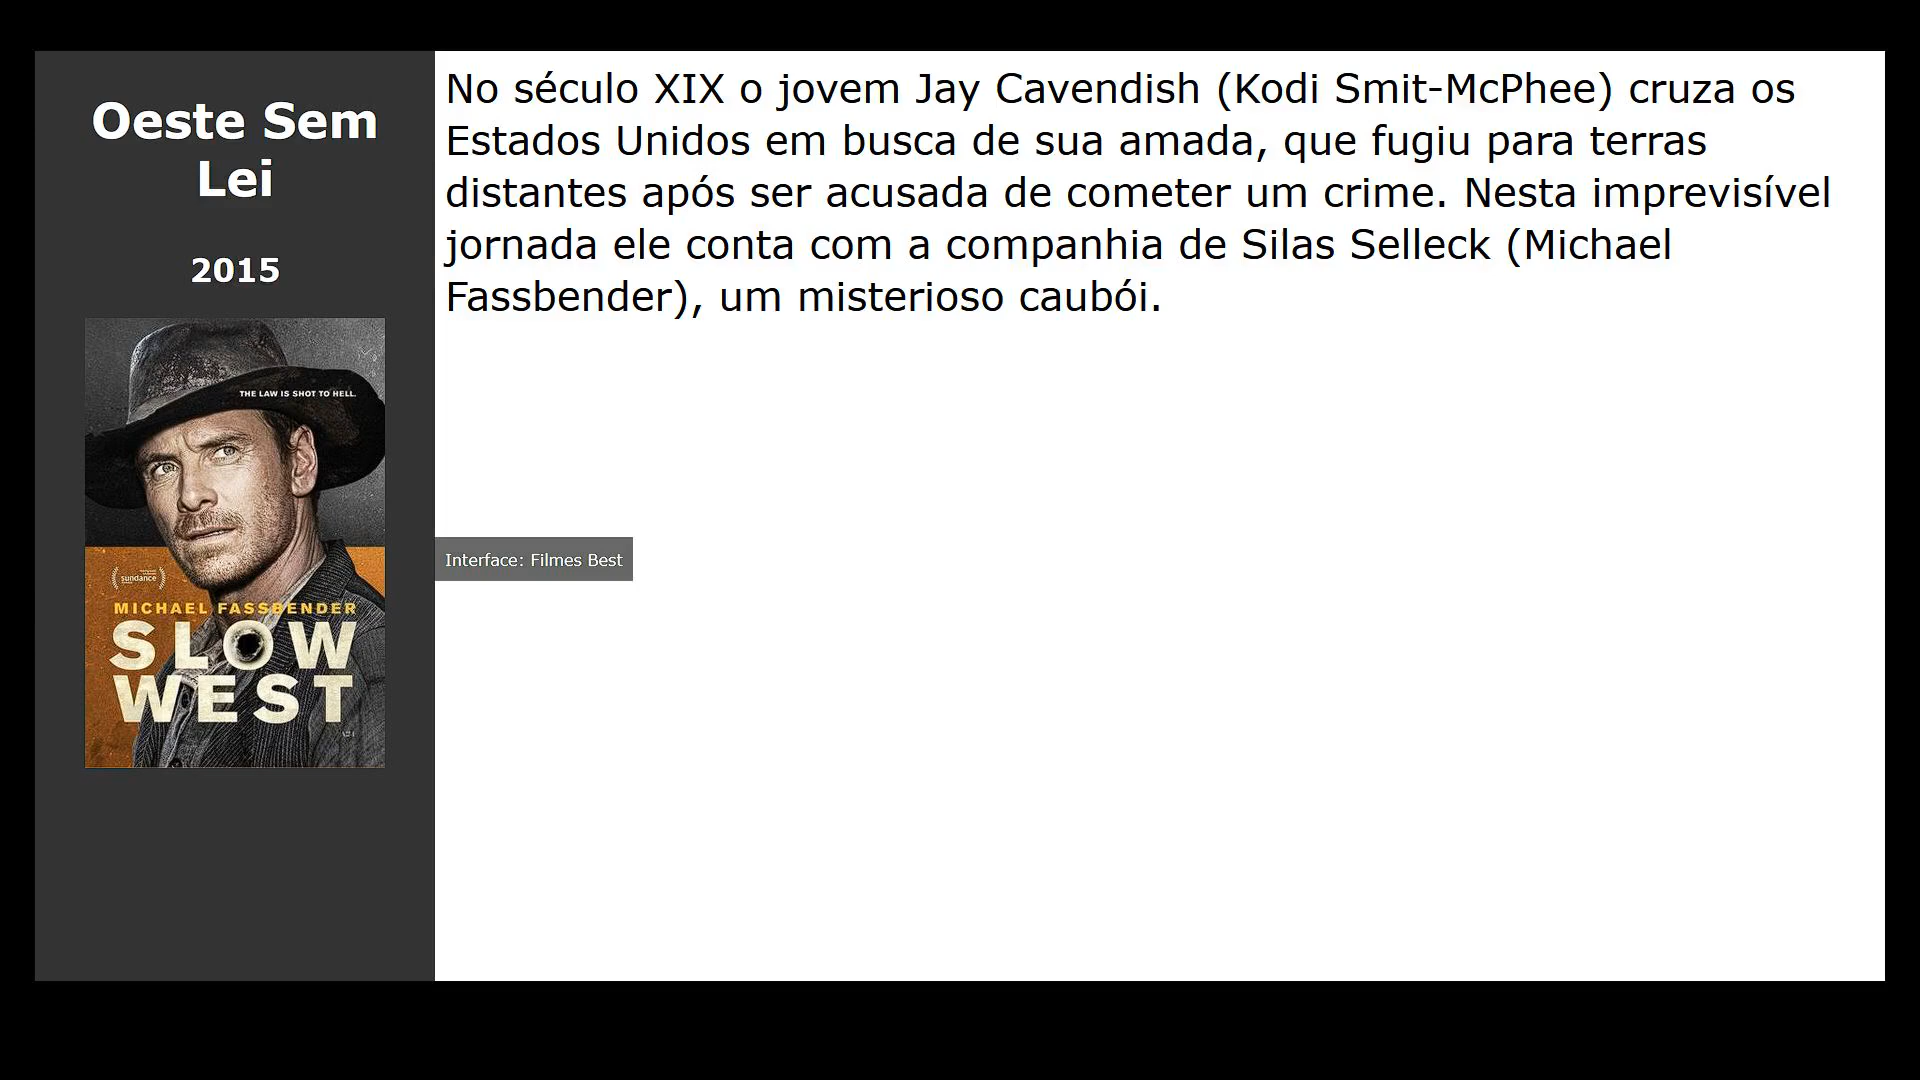 Oeste Sem
Lei
2015
THE LAW IS SHOT TO HELL.
sundance
MICHAEL FASSBENDER
SLOW
WEST
No século XIX o jovem Jay Cavendish (Kodi Smit-McPhee) cruza os
Estados Unidos em busca de sua amada, que fugiu para terras
distantes após ser acusada de cometer um crime. Nesta imprevisível
jornada ele conta com a companhia de Silas Selleck (Michael
Fassbender), um misterioso caubói.
Interface: Filmes Best